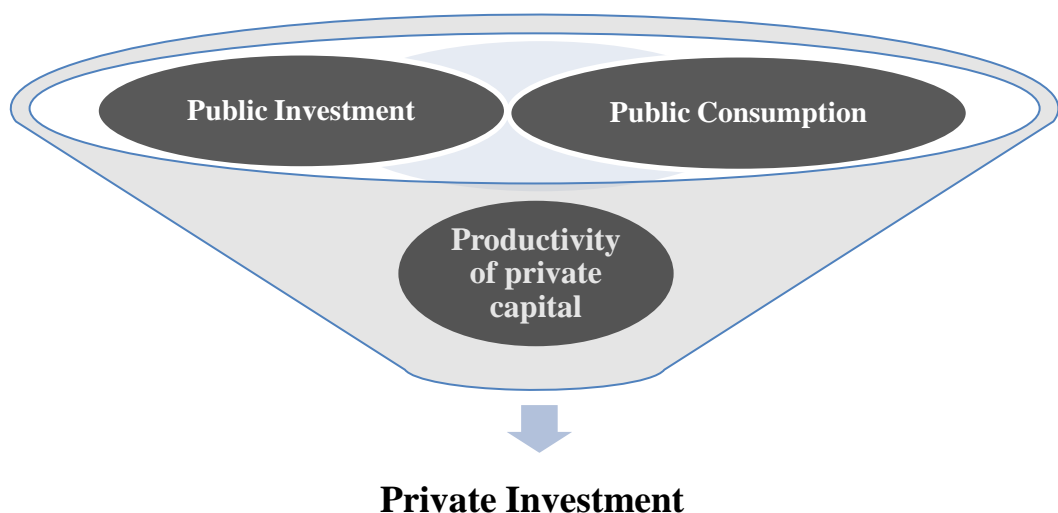 Public Investment
Public Consumption
Productivity
of private
capital
Private Investment